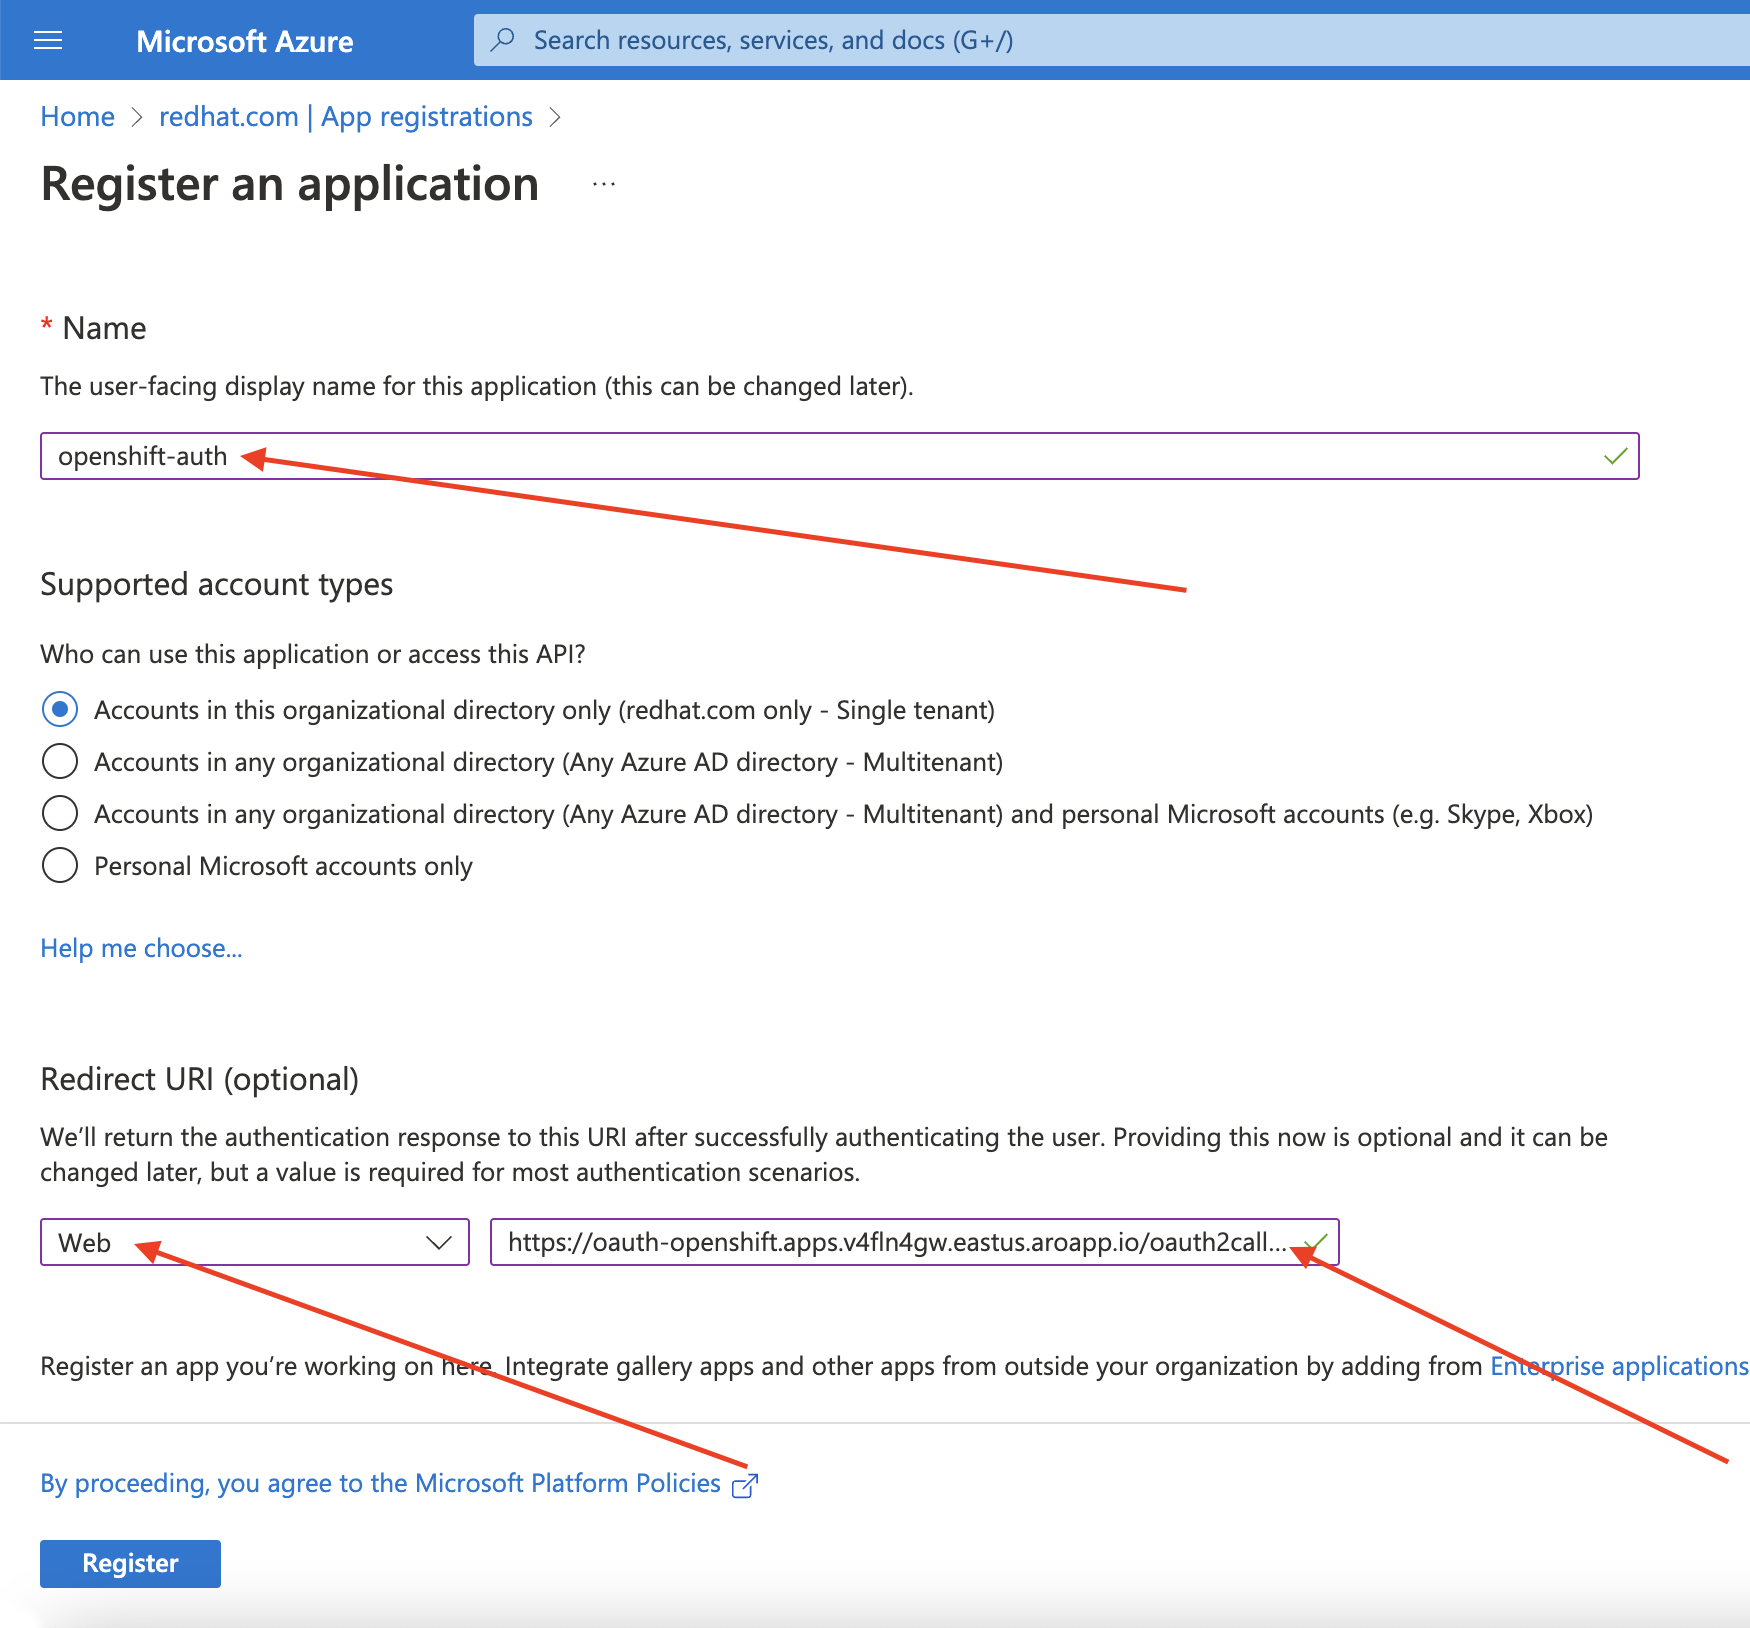 Microsoft Azure
Search resources, services, and docs (G+/)
Home > redhat.com | App registrations >
Register an application ...
* Name
The user-facing display name for this application (this can be changed later).
openshift-auth
Supported account types
Who can use this application or access this API?
Accounts in this organizational directory only (redhat.com only - Single tenant)
Accounts in any organizational directory (Any Azure AD directory - Multitenant)
Accounts in any organizational directory (Any Azure AD directory - Multitenant) and personal Microsoft accounts (e.g. Skype, Xbox)
Personal Microsoft accounts only
Help me choose...
Redirect URI (optional)
We’ll return the authentication response to this URI after successfully authenticating the user. Providing this now is optional and it can be
changed later, but a value is required for most authentication scenarios.
Web
https://oauth-openshift.apps.v4fln4gw.eastus.aroapp.io/oauth2call...
Register an app you’re working on here. Integrate gallery apps and other apps from outside your organization by adding from Enterprise applications
By proceeding, you agree to the Microsoft Platform Policies
Register